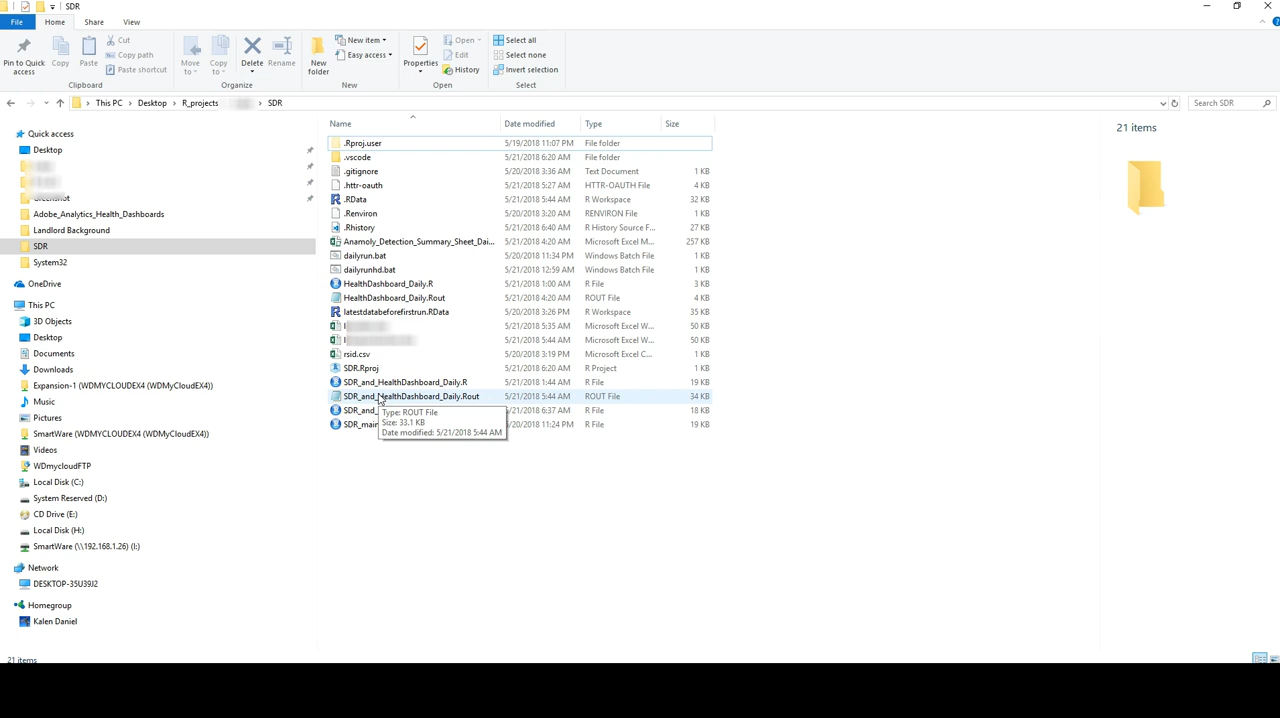 SDR
File Home Share View
Pin to Quick access
Copy
Paste
Cut
Copy path
Paste shortcut
Clipboard
Move to
Copy to
Delete
Rename
Organize
New folder
New item
Easy access
New
Properties
Open
Edit
History
Open
Select all
Select none
Invert selection
Select
This PC > Desktop > R_projects > SDR
Search SDR
Quick access
Desktop
Adobe_Analytics_Health_Dashboards
Landlord Background
SDR
System32
OneDrive
This PC
3D Objects
Desktop
Documents
Downloads
Expansion-1 (WDMYCLOUDEX4 (WDMyCloudEX4))
Music
Pictures
SmartWare (WDMYCLOUDEX4 (WDMyCloudEX4))
Videos
WDmycloudFTP
Local Disk (C:)
System Reserved (D:)
CD Drive (E:)
Local Disk (H:)
SmartWare (\\192.168.1.26) (I:)
Network
DESKTOP-35U39J2
Homegroup
Kalen Daniel
21 items
Name Date modified Type Size
.Rproj.user 5/19/2018 11:07 PM File folder
.vscode 5/21/2018 6:20 AM File folder
.gitignore 5/20/2018 3:36 AM Text Document 1 KB
.httr-oauth 5/21/2018 5:27 AM HTTR-OAUTH File 4 KB
.RData 5/21/2018 5:44 AM R Workspace 32 KB
.Renviron 5/20/2018 3:20 AM RENVIRON File 1 KB
.Rhistory 5/21/2018 6:40 AM R History Source F... 27 KB
Anamoly_Detection_Summary_Sheet_Dai... 5/21/2018 4:20 AM Microsoft Excel M... 257 KB
dailyrun.bat 5/20/2018 11:34 PM Windows Batch File 1 KB
dailyrunhd.bat 5/21/2018 12:59 AM Windows Batch File 1 KB
HealthDashboard_Daily.R 5/21/2018 1:00 AM R File 3 KB
HealthDashboard_Daily.Rout 5/21/2018 4:20 AM ROUT File 4 KB
latestdatabeforefirstrun.RData 5/20/2018 3:26 PM R Workspace 35 KB
5/21/2018 5:35 AM Microsoft Excel W... 50 KB
5/21/2018 5:44 AM Microsoft Excel W... 50 KB
rsid.csv 5/20/2018 3:19 PM Microsoft Excel C... 1 KB
SDR.Rproj 5/21/2018 6:20 AM R Project 1 KB
SDR_and_HealthDashboard_Daily.R 5/21/2018 1:44 AM R File 19 KB
SDR_and_HealthDashboard_Daily.Rout 5/21/2018 5:44 AM ROUT File 34 KB
SDR_and_ 5/21/2018 6:37 AM R File 18 KB
SDR_main 5/20/2018 11:24 PM R File 19 KB
Type: ROUT File
Size: 33.1 KB
Date modified: 5/21/2018 5:44 AM
21 items